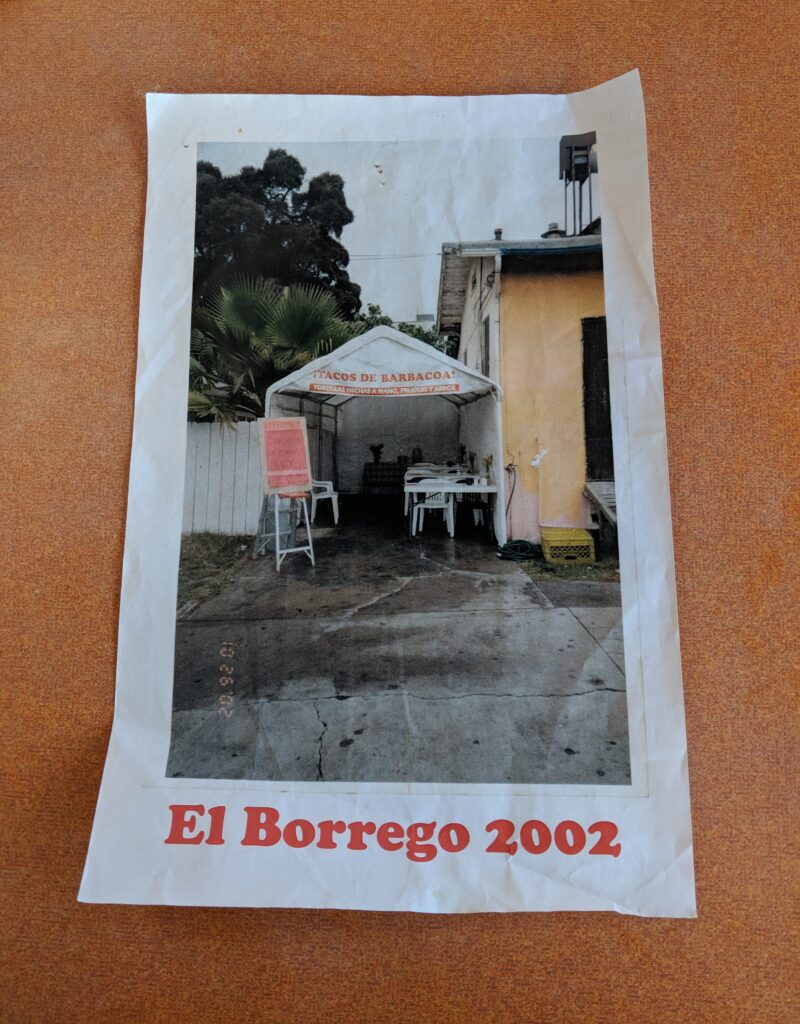 ¡TACOS DE BARBACOA!
TORTILLAS HECHAS A MANO, FRIJOLES Y ARROZ
El Borrego 2002